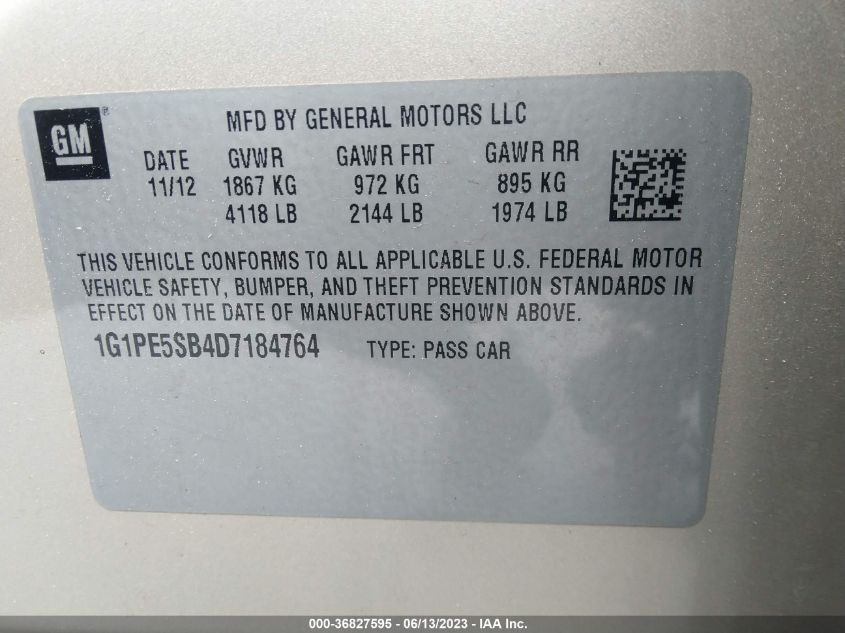 GM ®
MFD BY GENERAL MOTORS LLC
DATE GVWR GAWR FRT GAWR RR
11/12 1867 KG 972 KG 895 KG
4118 LB 2144 LB 1974 LB
THIS VEHICLE CONFORMS TO ALL APPLICABLE U.S. FEDERAL MOTOR
VEHICLE SAFETY, BUMPER, AND THEFT PREVENTION STANDARDS IN
EFFECT ON THE DATE OF MANUFACTURE SHOWN ABOVE.
1G1PE5SB4D7184764 TYPE: PASS CAR
000-36827595 - 06/13/2023 - IAA Inc.